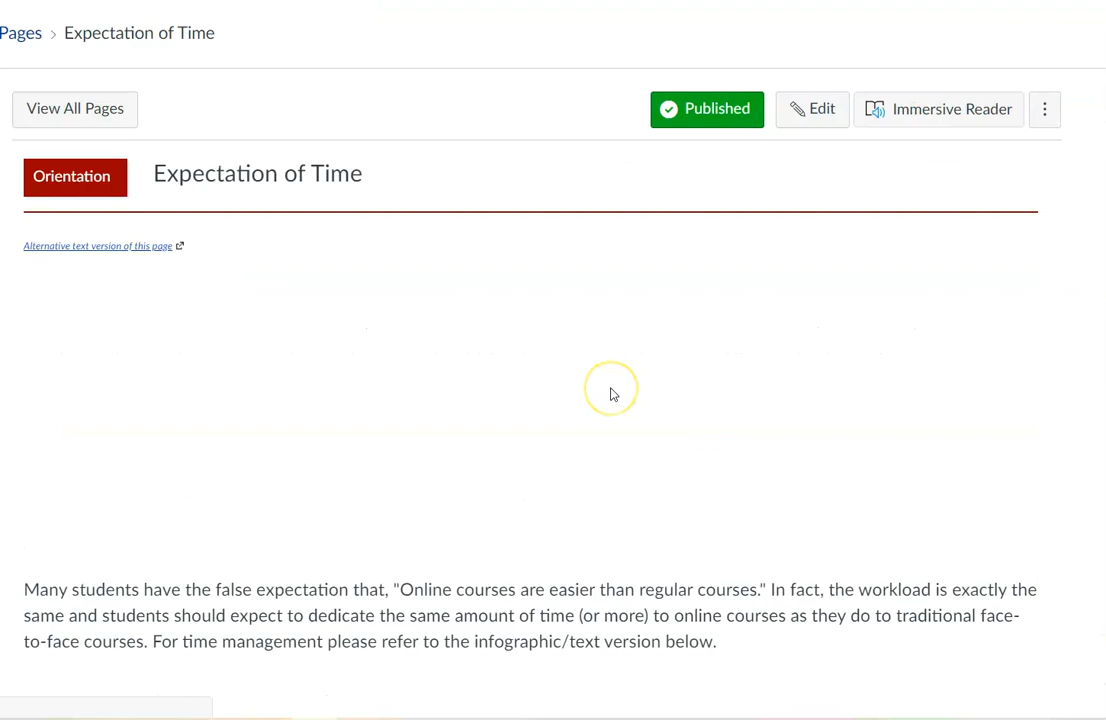 Pages > Expectation of Time
View All Pages
Published
Edit
Immersive Reader
Orientation
Expectation of Time
Alternative text version of this page
Many students have the false expectation that, "Online courses are easier than regular courses." In fact, the workload is exactly the
same and students should expect to dedicate the same amount of time (or more) to online courses as they do to traditional face-
to-face courses. For time management please refer to the infographic/text version below.